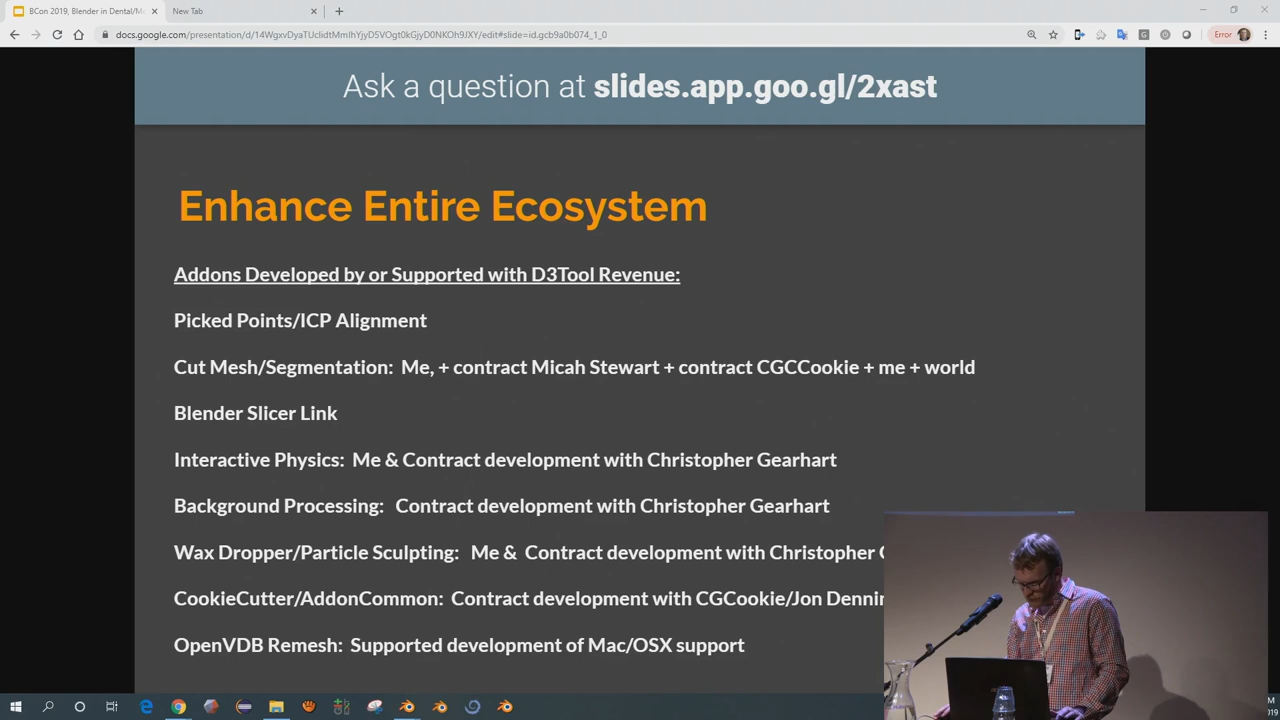 BCon 2019, Blender in Dental/Me
New Tab
docs.google.com/presentation/d/14WgxvDyaTUclidtMmIhYjyDSVOgt0kGjyD0NKOh9JXY/edit#slide=id.gcb9a0b074_1_0
Error
Ask a question at slides.app.goo.gl/2xast
Enhance Entire Ecosystem
Addons Developed by or Supported with D3Tool Revenue:
Picked Points/ICP Alignment
Cut Mesh/Segmentation: Me, + contract Micah Stewart + contract CGCCookie + me + world
Blender Slicer Link
Interactive Physics: Me & Contract development with Christopher Gearhart
Background Processing: Contract development with Christopher Gearhart
Wax Dropper/Particle Sculpting: Me & Contract development with Christopher
CookieCutter/AddonCommon: Contract development with CGCookie/Jon Dennin
OpenVDB Remesh: Supported development of Mac/OSX support